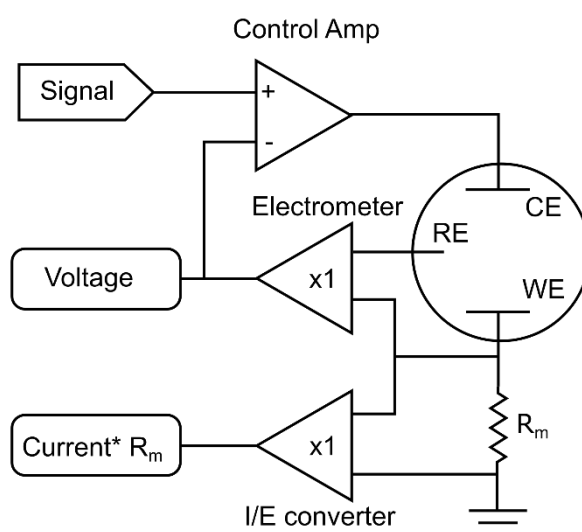 Control Amp
Signal
+
-
Electrometer
CE
RE
Voltage
x1
WE
Current* Rm
x1
Rm
I/E converter